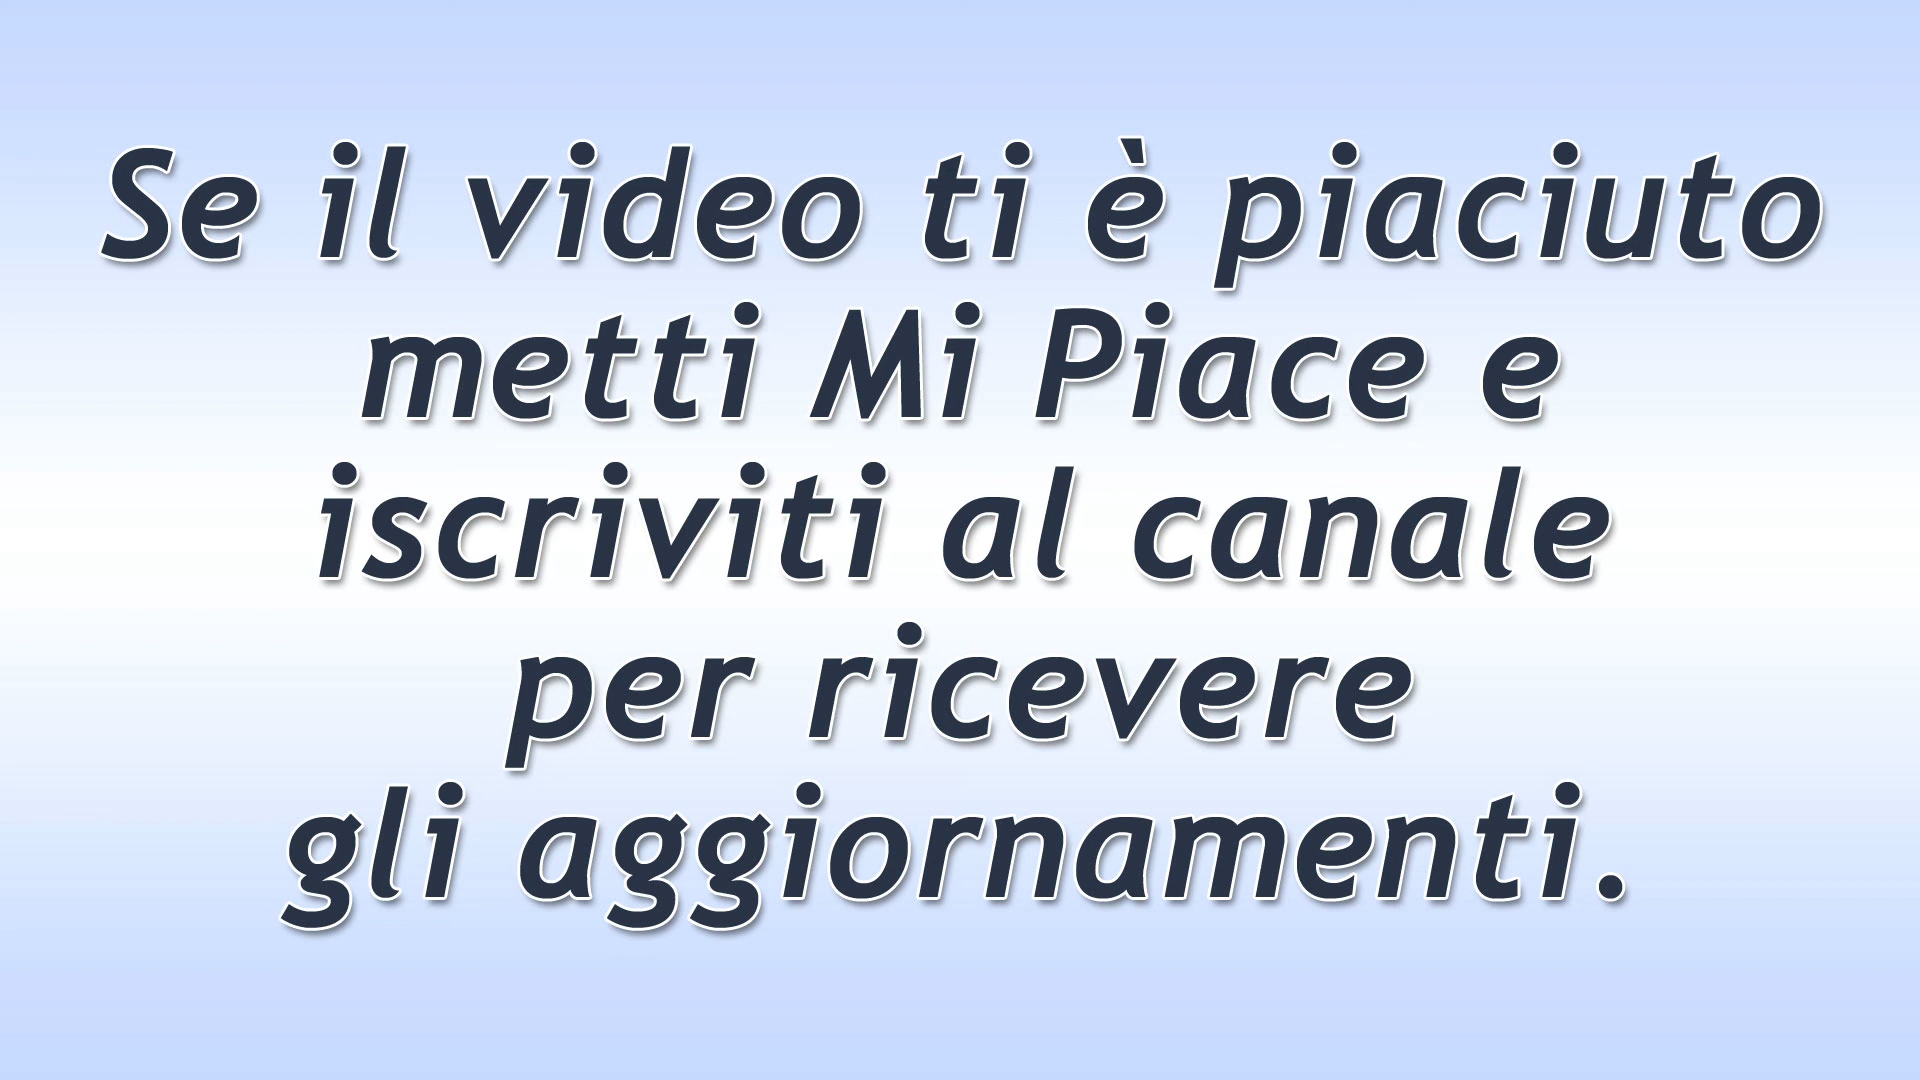 Se il video ti è piaciuto
metti Mi Piace e
iscriviti al canale
per ricevere
gli aggiornamenti.